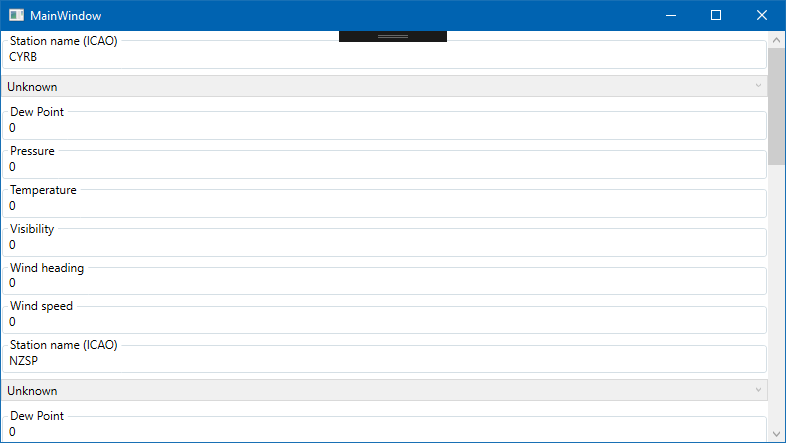 MainWindow
Station name (ICAO)
CYRB
Unknown
Dew Point
0
Pressure
0
Temperature
0
Visibility
0
Wind heading
0
Wind speed
0
Station name (ICAO)
NZSP
Unknown
Dew Point
0